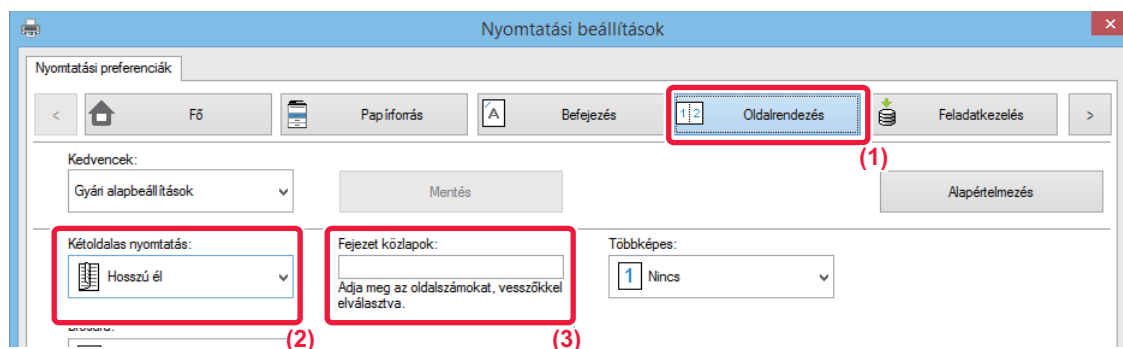 Nyomtatási beállítások
Nyomtatási preferenciák
< Fő Papírforrás A Befejezés 1 2 Oldalrendezés Feladatkezelés >
(1)
Kedvencek:
Gyári alapbeállítások Mentés Alapértelmezés
Kétoldalas nyomtatás: Fejezet közlapok: Többképes:
Hosszú él 1 Nincs
Adja meg az oldalszámokat, vesszőkkel
elválasztva.
(2) (3)